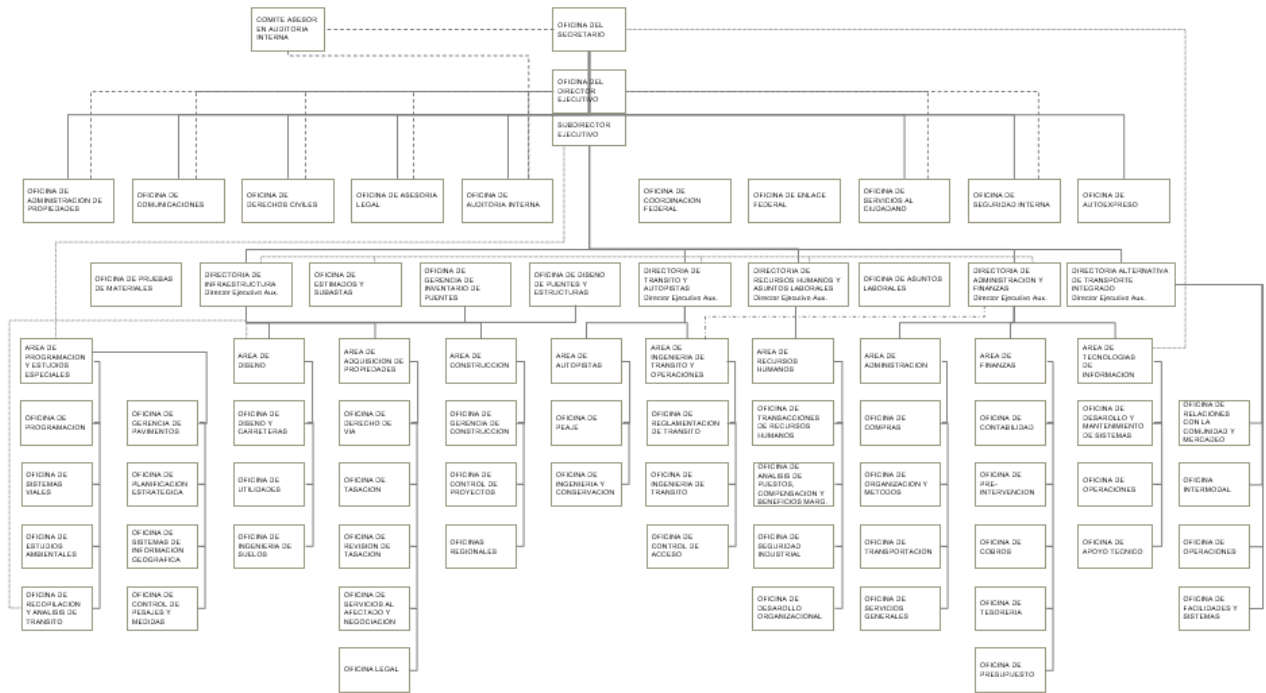 COMITE ASESOR
EN AUDITORIA
INTERNA
OFICINA DEL
SECRETARIO
OFICINA DEL
DIRECTOR
EJECUTIVO
SUBDIRECTOR
EJECUTIVO
OFICINA DE
ADMINISTRACION DE
PROPIEDADES
OFICINA DE
COMUNICACIONES
OFICINA DE
DERECHOS CIVILES
OFICINA DE ASESORIA
LEGAL
OFICINA DE
AUDITORIA INTERNA
OFICINA DE
COORDINACION
FEDERAL
OFICINA DE ENLACE
FEDERAL
OFICINA DE
SERVICIOS AL
CIUDADANO
OFICINA DE
SEGURIDAD INTERNA
OFICINA DE
AUTOEXPRESO
OFICINA DE PRUEBAS
DE MATERIALES
DIRECTORIA DE
INFRAESTRUCTURA
Director Ejecutivo Aux.
OFICINA DE
ESTIMADOS Y
SUBASTAS
OFICINA DE
GERENCIA DE
INVENTARIO DE
PUENTES
OFICINA DE DISENO
DE PUENTES Y
ESTRUCTURAS
DIRECTORIA DE
TRANSITO Y
AUTOPISTAS
Director Ejecutivo Aux.
DIRECTORIA DE
RECURSOS HUMANOS Y
ASUNTOS LABORALES
Director Ejecutivo Aux.
OFICINA DE ASUNTOS
LABORALES
DIRECTORIA DE
ADMINISTRACION Y
FINANZAS
Director Ejecutivo Aux.
DIRECTORIA ALTERNATIVA
DE TRANSPORTE
INTEGRADO
Director Ejecutivo Aux.
AREA DE
PROGRAMACION
Y ESTUDIOS
ESPECIALES
AREA DE
DISENO
AREA DE
ADQUISICION DE
PROPIEDADES
AREA DE
CONSTRUCCION
AREA DE
AUTOPISTAS
AREA DE
INGENIERIA DE
TRANSITO Y
OPERACIONES
AREA DE
RECURSOS
HUMANOS
AREA DE
ADMINISTRACION
AREA DE
FINANZAS
AREA DE
TECNOLOGIAS
DE
INFORMACION
OFICINA DE
PROGRAMACION
OFICINA DE
GERENCIA DE
PAVIMENTOS
OFICINA DE
DISENO Y
CARRETERAS
OFICINA DE
DERECHO DE
VIA
OFICINA DE
GERENCIA DE
CONSTRUCCION
OFICINA DE
PEAJE
OFICINA DE
REGLAMENTACION
DE TRANSITO
OFICINA DE
TRANSACCIONES
DE RECURSOS
HUMANOS
OFICINA DE
COMPRAS
OFICINA DE
CONTABILIDAD
OFICINA DE
DESAROLLO Y
MANTENIMIENTO
DE SISTEMAS
OFICINA DE
RELACIONES
CON LA
COMUNIDAD Y
MERCADEO
OFICINA DE
SISTEMAS
VIALES
OFICINA DE
PLANIFICACION
ESTRATEGICA
OFICINA DE
UTILIDADES
OFICINA DE
TASACION
OFICINA DE
CONTROL DE
PROYECTOS
OFICINA DE
INGENIERIA Y
CONSERVACION
OFICINA DE
INGENIERIA DE
TRANSITO
OFICINA DE
ANALISIS DE
PUESTOS,
COMPENSACION Y
BENEFICIOS MARG.
OFICINA DE
ORGANIZACION Y
METODOS
OFICINA DE
PRE-
INTERVENCION
OFICINA DE
OPERACIONES
OFICINA
INTERMODAL
OFICINA DE
ESTUDIOS
AMBIENTALES
OFICINA DE
SISTEMAS DE
INFORMACION
GEOGRAFICA
OFICINA DE
INGENIERIA DE
SUELOS
OFICINA DE
REVISION DE
TASACION
OFICINAS
REGIONALES
OFICINA DE
CONTROL DE
ACCESO
OFICINA DE
SEGURIDAD
INDUSTRIAL
OFICINA DE
TRANSPORTACION
OFICINA DE
COBROS
OFICINA DE
APOYO TECNICO
OFICINA DE
OPERACIONES
OFICINA DE
RECOPILACION
Y ANALISIS DE
TRANSITO
OFICINA DE
CONTROL DE
PESAJES Y
MEDIDAS
OFICINA DE
SERVICIOS AL
AFECTADO Y
NEGOCIACION
OFICINA DE
DESAROLLO
ORGANIZACIONAL
OFICINA DE
SERVICIOS
GENERALES
OFICINA DE
TESORERIA
OFICINA DE
FACILIDADES Y
SISTEMAS
OFICINA LEGAL
OFICINA DE
PRESUPUESTO